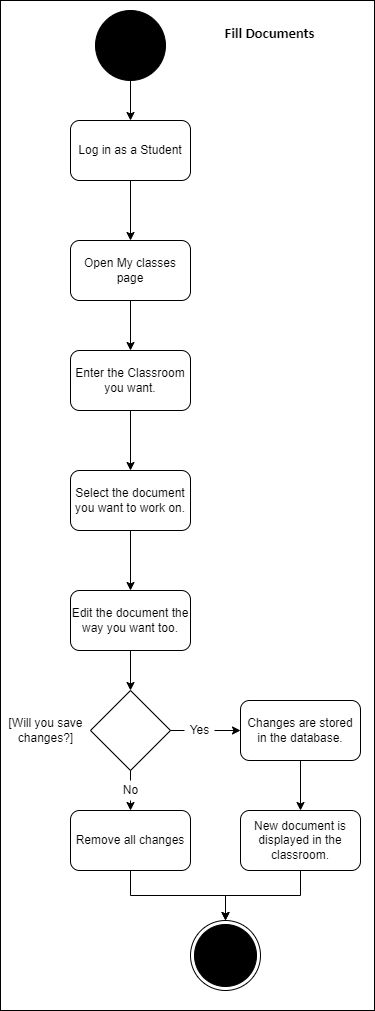 Fill Documents
Log in as a Student
Open My classes
page
Enter the Classroom
you want.
Select the document
you want to work on.
Edit the document the
way you want too.
[Will you save
changes?]
Yes
Changes are stored
in the database.
No
Remove all changes
New document is
displayed in the
classroom.